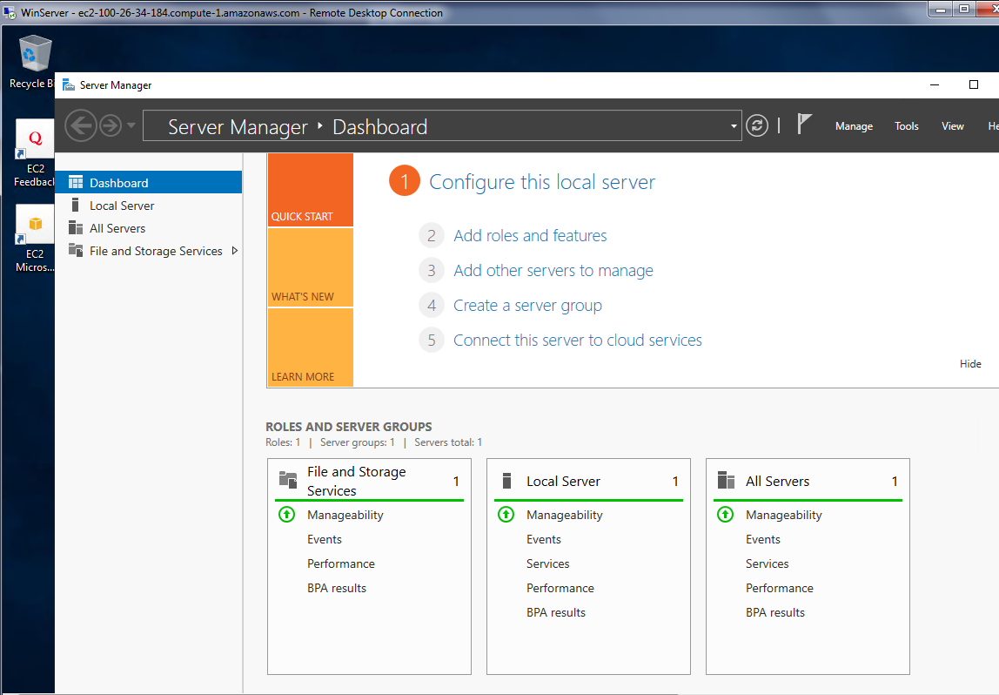 WinServer - ec2-100-26-34-184.compute-1.amazonaws.com - Remote Desktop Connection
Recycle Bi
Server Manager
Server Manager ‣ Dashboard
Manage
Tools
View
He
Q
EC2
Feedback
EC2
Micros...
Dashboard
Local Server
All Servers
File and Storage Services
QUICK START
WHAT'S NEW
LEARN MORE
1 Configure this local server
2 Add roles and features
3 Add other servers to manage
4 Create a server group
5 Connect this server to cloud services
Hide
ROLES AND SERVER GROUPS
Roles: 1 | Server groups: 1 | Servers total: 1
File and Storage
Services
1
Manageability
Events
Performance
BPA results
Local Server 1
Manageability
Events
Services
Performance
BPA results
All Servers 1
Manageability
Events
Services
Performance
BPA results